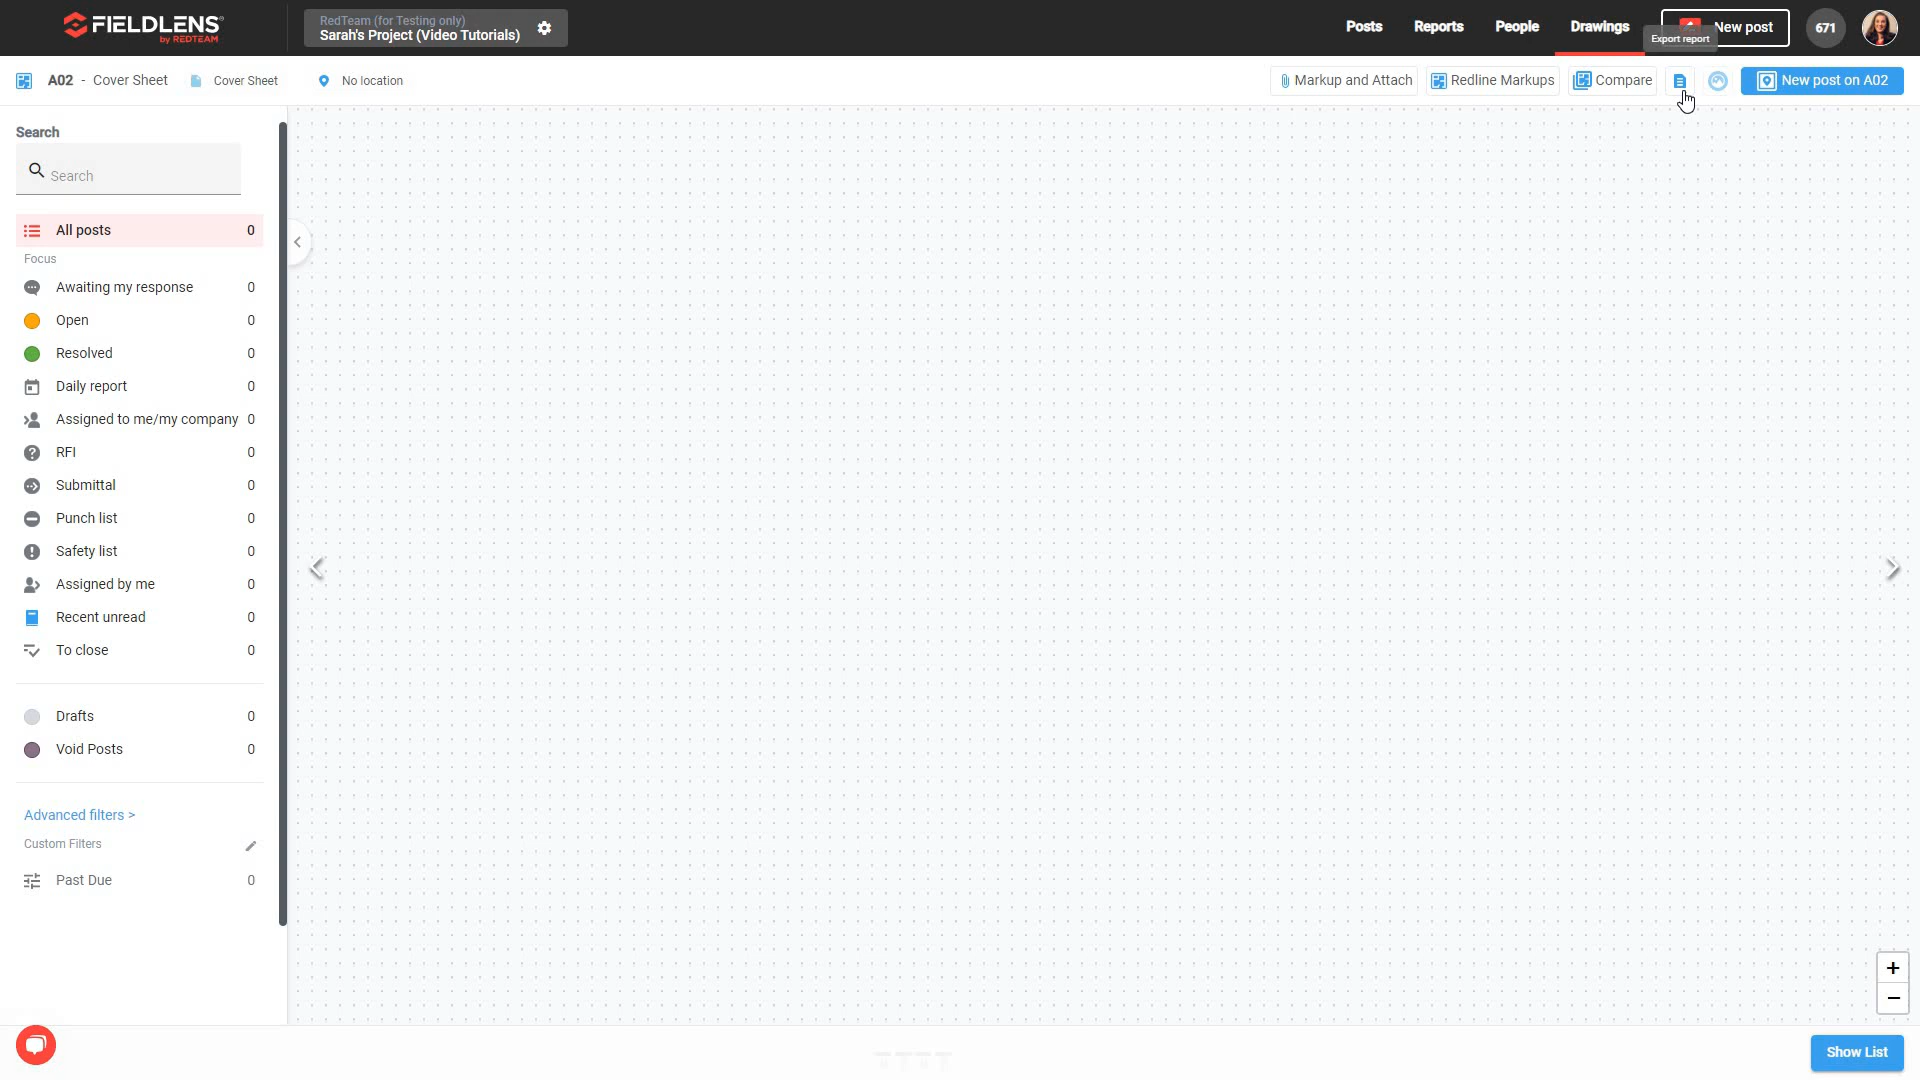 FIELDLENS
by REDTEAM
RedTeam (for Testing only)
Sarah's Project (Video Tutorials)
Posts
Reports
People
Drawings
New post
Export report
671
A02 - Cover Sheet
Cover Sheet
No location
Markup and Attach
Redline Markups
Compare
New post on A02
Search
Search
All posts 0
Focus
Awaiting my response 0
Open 0
Resolved 0
Daily report 0
Assigned to me/my company 0
RFI 0
Submittal 0
Punch list 0
Safety list 0
Assigned by me 0
Recent unread 0
To close 0
Drafts 0
Void Posts 0
Advanced filters >
Custom Filters
Past Due 0
+
−
Show List